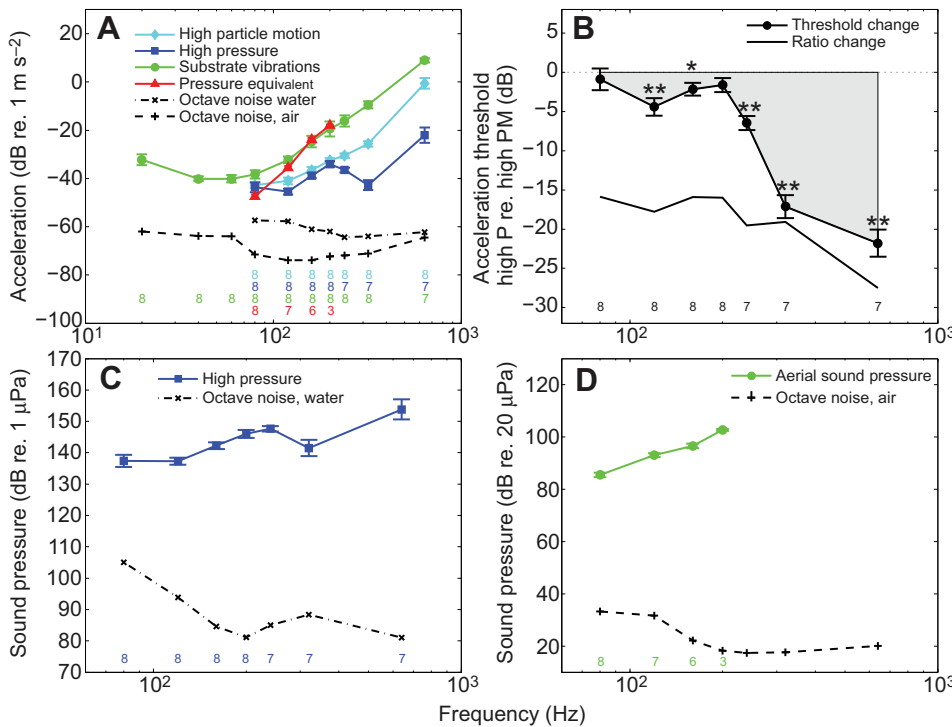 A
High particle motion
High pressure
Substrate vibrations
Pressure equivalent
Octave noise water
Octave noise, air
Acceleration (dB re. 1 m s−2)
20
0
−20
−40
−60
−80
−100
8 8
8 8 8 8 7 7 7
8 8 8 8 8 8 8 8 8 7
8 7 6 3
10¹ 10² 10³
B
Threshold change
Ratio change
Acceleration threshold
high P re. high PM (dB)
5
0
−5
−10
−15
−20
−25
−30
** * ** ** **
8 8 8 8 7 7 7
10² 10³
C
High pressure
Octave noise, water
Sound pressure (dB re. 1 µPa)
170
160
150
140
130
120
110
100
90
80
70
8 8 8 8 7 7 7
10² 10³
D
Aerial sound pressure
Octave noise, air
Sound pressure (dB re. 20 µPa)
120
100
80
60
40
20
8 7 6 3
10² 10³
Frequency (Hz)